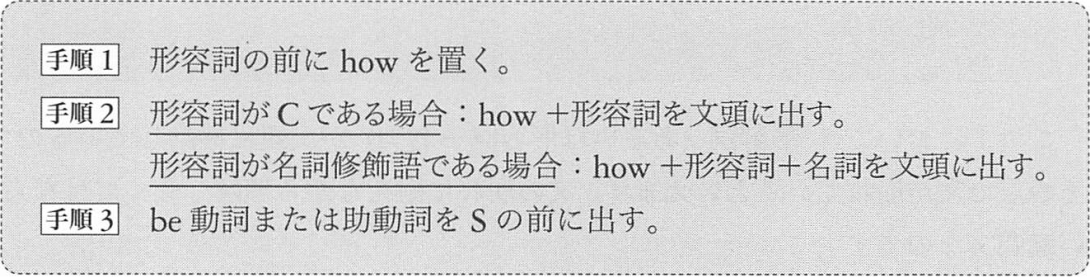 手順1 形容詞の前に how を置く。
手順2 形容詞が C である場合：how ＋形容詞を文頭に出す。
形容詞が名詞修飾語である場合：how ＋形容詞＋名詞を文頭に出す。
手順3 be 動詞または助動詞を S の前に出す。